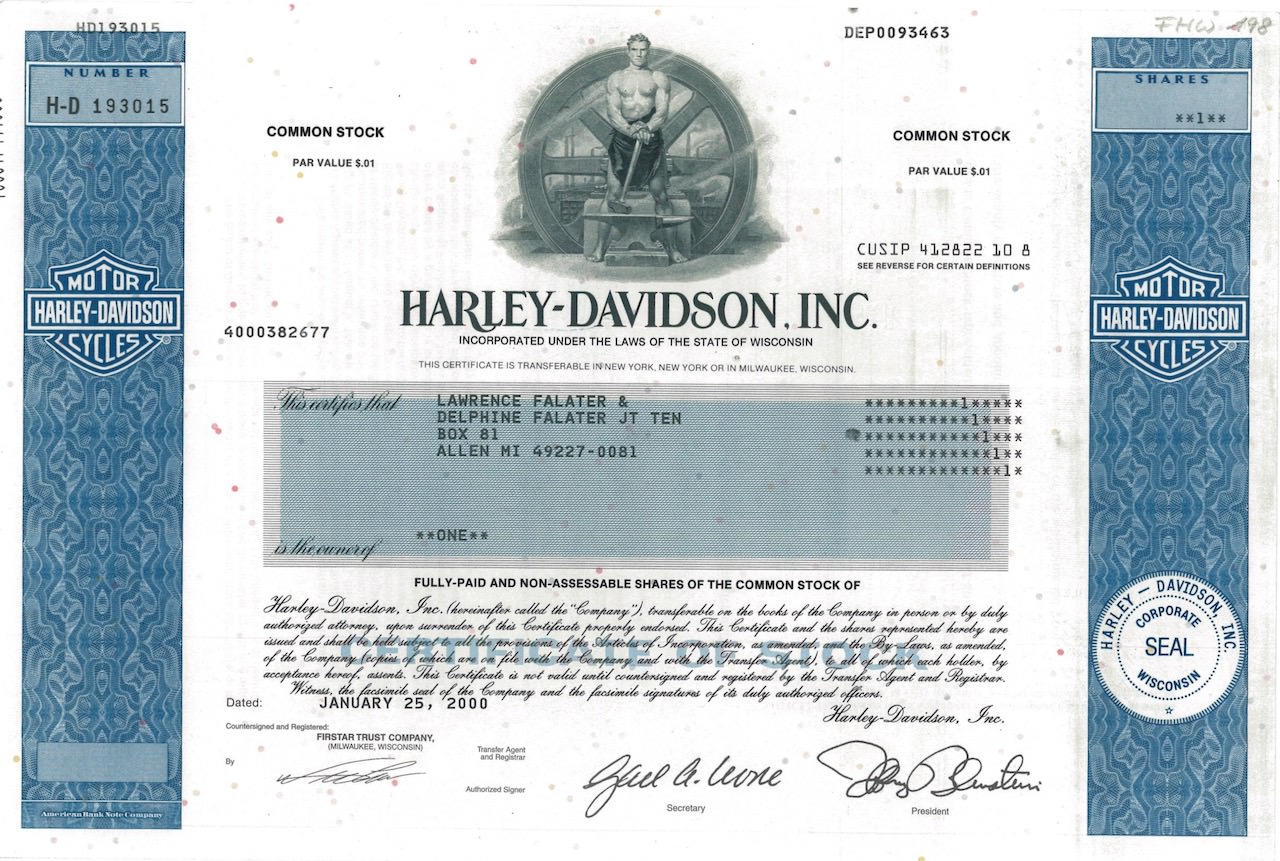 HD193015
DEP0093463
FHW 198
NUMBER
H-D 193015
SHARES
**1**
COMMON STOCK
PAR VALUE $.01
COMMON STOCK
PAR VALUE $.01
CUSIP 412822 10 8
SEE REVERSE FOR CERTAIN DEFINITIONS
MOTOR
HARLEY-DAVIDSON
CYCLES
MOTOR
HARLEY-DAVIDSON
CYCLES
4000382677
HARLEY-DAVIDSON, INC.
INCORPORATED UNDER THE LAWS OF THE STATE OF WISCONSIN
THIS CERTIFICATE IS TRANSFERABLE IN NEW YORK, NEW YORK OR IN MILWAUKEE, WISCONSIN.
This certifies that
LAWRENCE FALATER &
DELPHINE FALATER JT TEN
BOX 81
ALLEN MI 49227-0081
*********1*****
**********1****
***********1***
************1**
*************1*
**ONE**
is the owner of
FULLY-PAID AND NON-ASSESSABLE SHARES OF THE COMMON STOCK OF
CERTIFICATE OF STOCK
Harley-Davidson, Inc. (hereinafter called the "Company"), transferable on the books of the Company in person or by duly
authorized attorney, upon surrender of this Certificate properly endorsed. This Certificate and the shares represented hereby are
issued and shall be held subject to all the provisions of the Articles of Incorporation, as amended, and the By-Laws, as amended,
of the Company (copies of which are on file with the Company and with the Transfer Agent), to all of which each holder, by
acceptance hereof, assents. This Certificate is not valid until countersigned and registered by the Transfer Agent and Registrar.
Witness, the facsimile seal of the Company and the facsimile signatures of its duly authorized officers.
Dated: JANUARY 25, 2000
Harley-Davidson, Inc.
Countersigned and Registered:
FIRSTAR TRUST COMPANY,
(MILWAUKEE, WISCONSIN)
Transfer Agent
and Registrar
By
Authorized Signer
Gail A. Lione
Secretary
President
HARLEY-DAVIDSON, INC.
CORPORATE
SEAL
WISCONSIN
American Bank Note Company